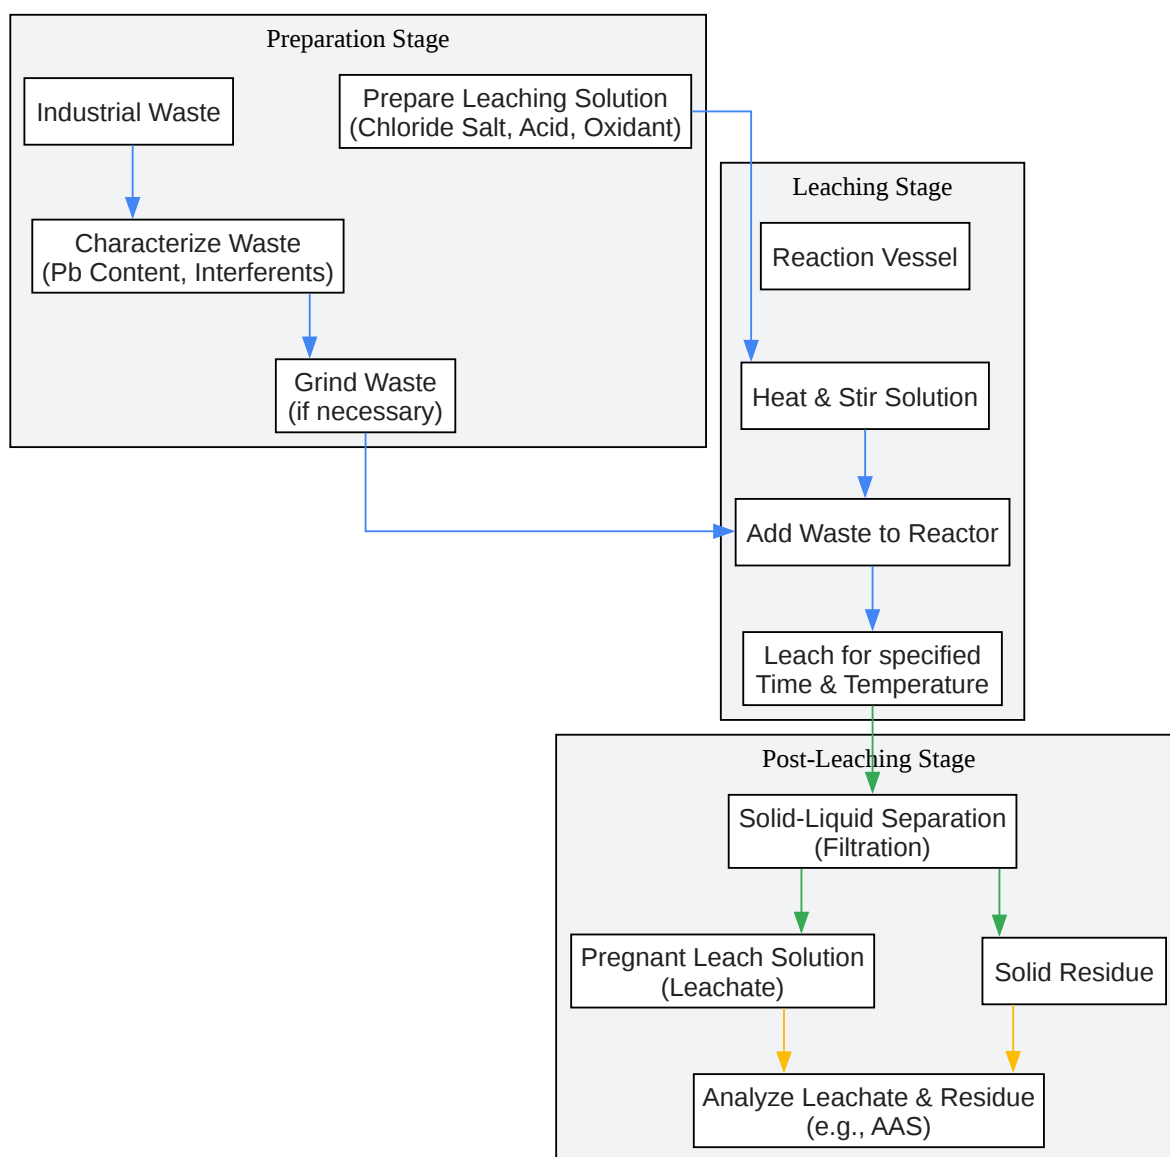 Preparation Stage
Industrial Waste
Prepare Leaching Solution
(Chloride Salt, Acid, Oxidant)
Characterize Waste
(Pb Content, Interferents)
Grind Waste
(if necessary)
Leaching Stage
Reaction Vessel
Heat & Stir Solution
Add Waste to Reactor
Leach for specified
Time & Temperature
Post-Leaching Stage
Solid-Liquid Separation
(Filtration)
Pregnant Leach Solution
(Leachate)
Solid Residue
Analyze Leachate & Residue
(e.g., AAS)